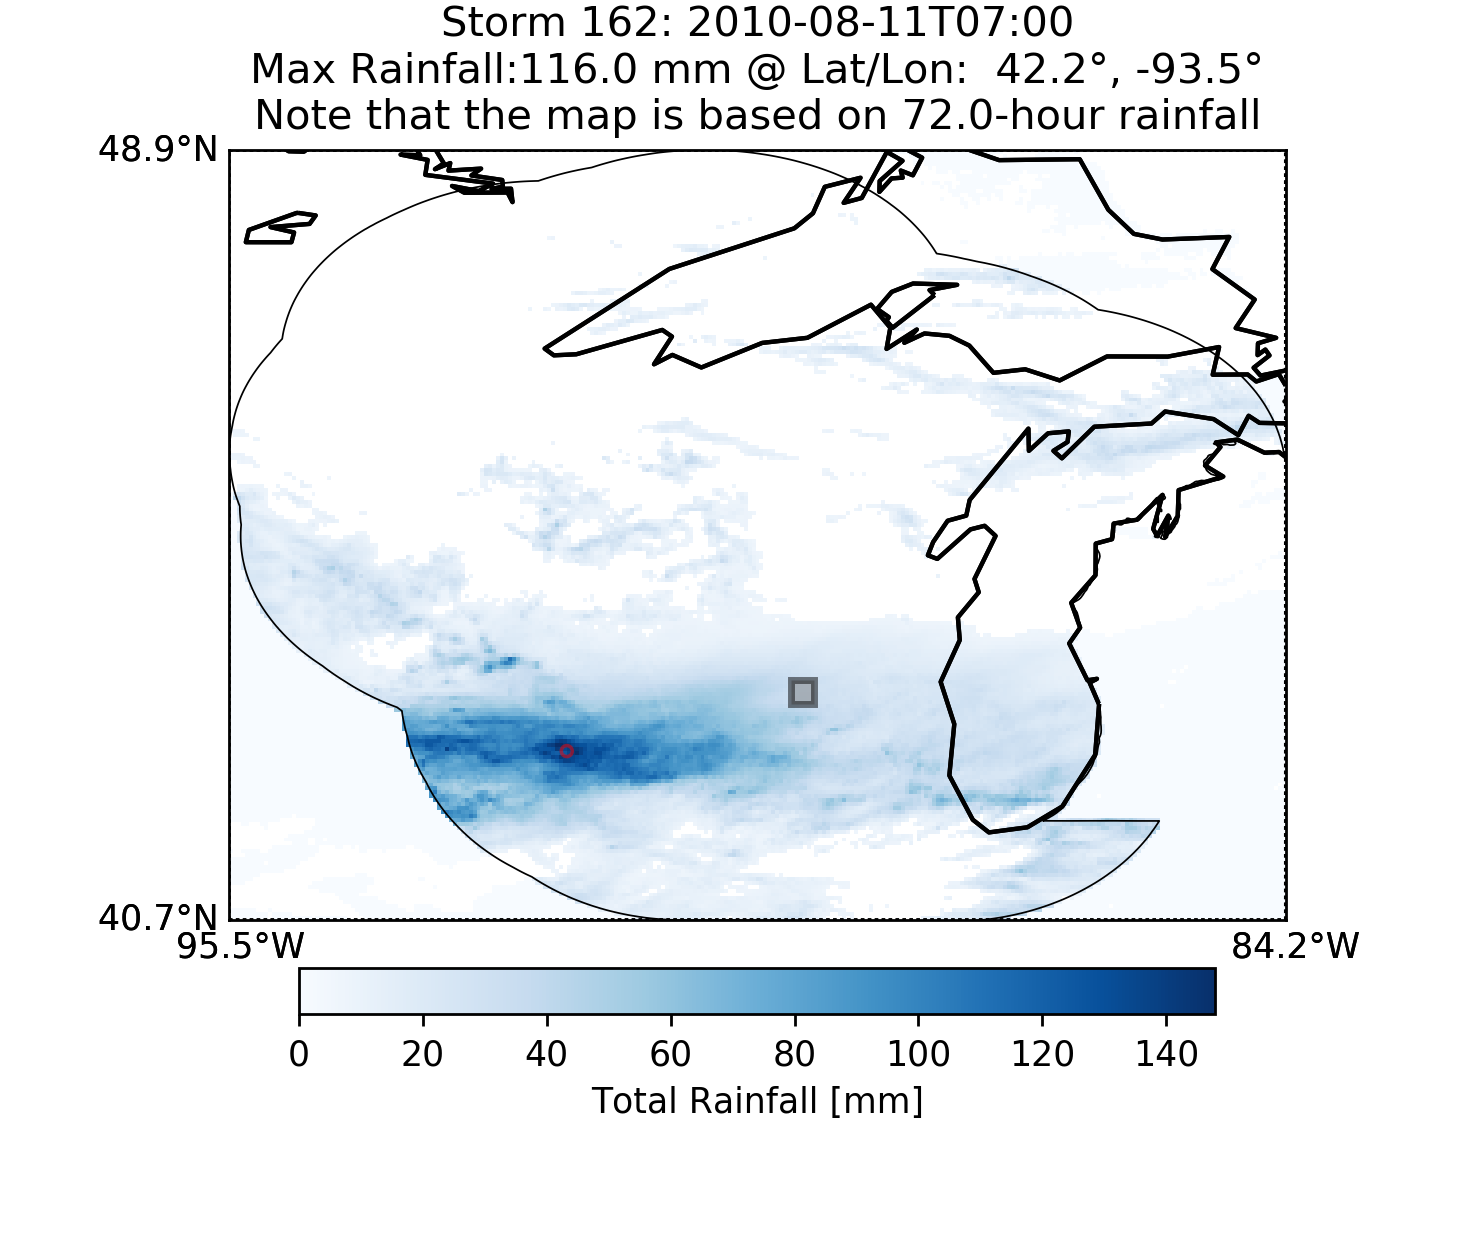 Storm 162: 2010-08-11T07:00
Max Rainfall:116.0 mm @ Lat/Lon:  42.2°, -93.5°
Note that the map is based on 72.0-hour rainfall
48.9°N
40.7°N
95.5°W 84.2°W
0 20 40 60 80 100 120 140
Total Rainfall [mm]